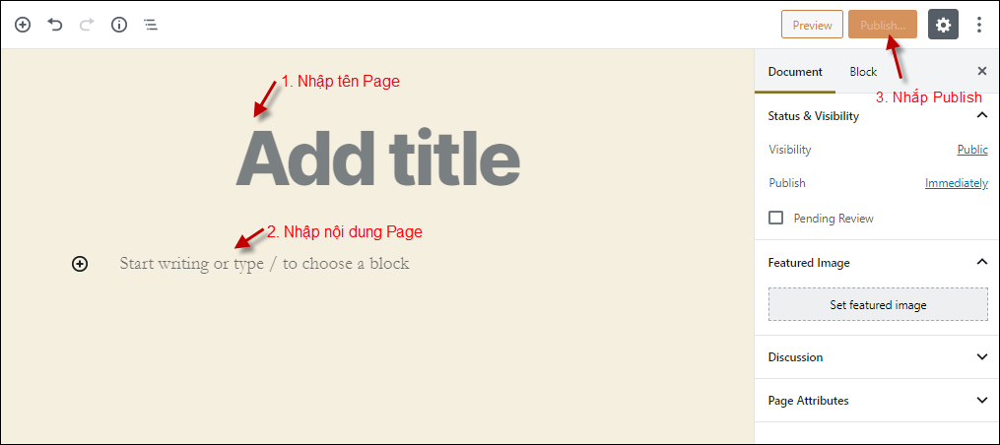 Preview
Publish...
1. Nhập tên Page
Add title
2. Nhập nội dung Page
Start writing or type / to choose a block
Document
Block
3. Nhắp Publish
Status & Visibility
Visibility
Public
Publish
Immediately
Pending Review
Featured Image
Set featured image
Discussion
Page Attributes